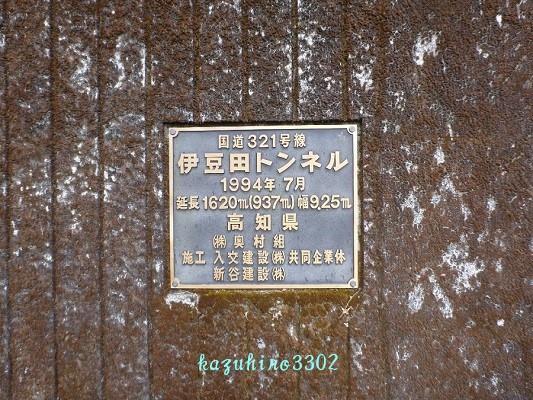 国道321号線
伊豆田トンネル
1994年 7月
延長1620m(937m)幅9.25m
高知県
㈱奥村組
施工 入交建設㈱共同企業体
新谷建設㈱
kazuhiro3302